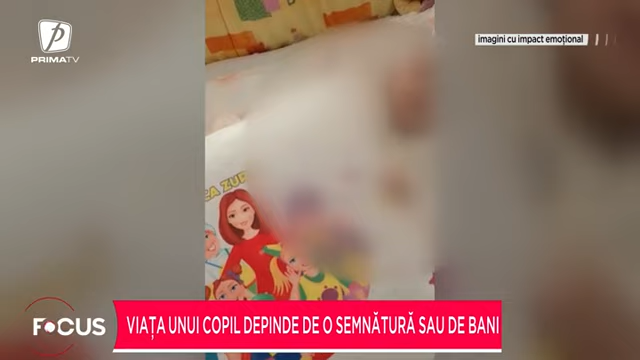 PRIMATV
imagini cu impact emoțional
FOCUS
VIAȚA UNUI COPIL DEPINDE DE O SEMNĂTURĂ SAU DE BANI